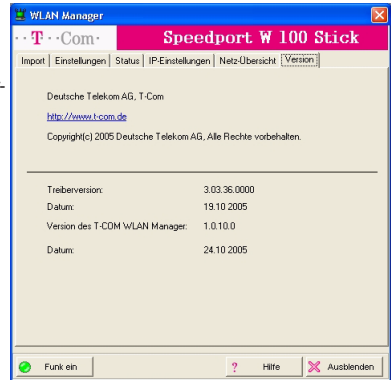 WLAN Manager
··T··Com· Speedport W 100 Stick
Import Einstellungen Status IP-Einstellungen Netz-Übersicht Version
Deutsche Telekom AG, T-Com
http://www.t-com.de
Copyright(c) 2005 Deutsche Telekom AG, Alle Rechte vorbehalten.
Treiberversion: 3.03.36.0000
Datum: 19.10 2005
Version des T-COM WLAN Manager: 1.0.10.0
Datum: 24.10 2005
Funk ein ? Hilfe Ausblenden